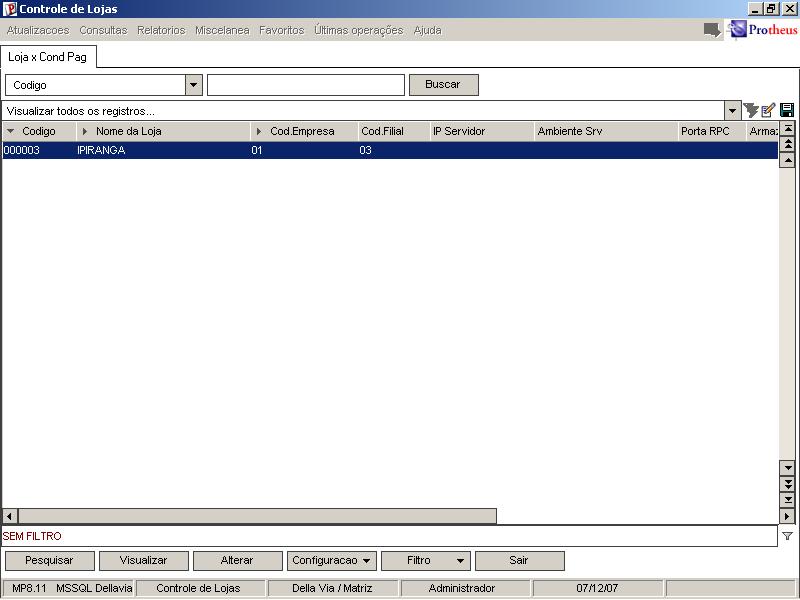 Controle de Lojas
Atualizacoes Consultas Relatorios Miscelanea Favoritos Últimas operações Ajuda Protheus
Loja x Cond Pag
Codigo Buscar
Visualizar todos os registros...
Codigo Nome da Loja Cod.Empresa Cod.Filial IP Servidor Ambiente Srv Porta RPC
000003 IPIRANGA 01 03
SEM FILTRO
Pesquisar Visualizar Alterar Configuracao Filtro Sair
MP8.11 MSSQL Dellavia Controle de Lojas Della Via / Matriz Administrador 07/12/07